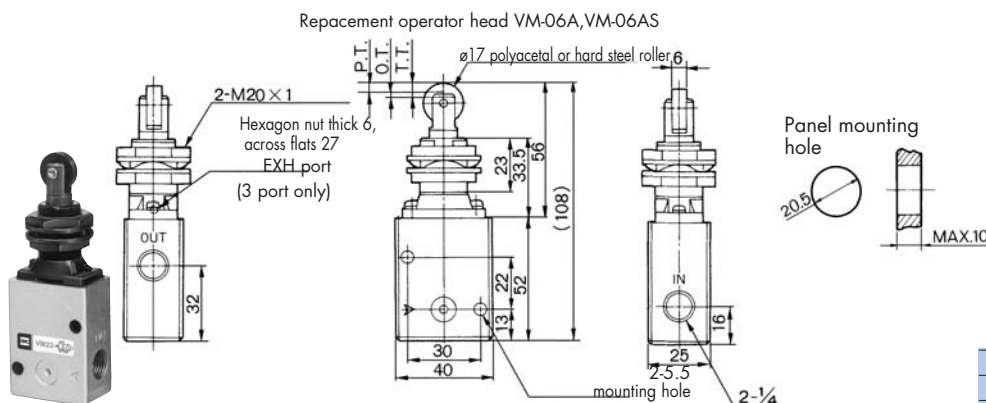 Repacement operator head VM-06A,VM-06AS
P.T.
O.T.
T.T.
ø17 polyacetal or hard steel roller
6
2-M20×1
Hexagon nut thick 6,
across flats 27
EXH port
(3 port only)
Panel mounting
hole
20.5
MAX.10
23
33.5
56
(108)
OUT
32
22
52
13
A
30
40
2-5.5
mounting hole
IN
16
25
2-¼
VM23
A